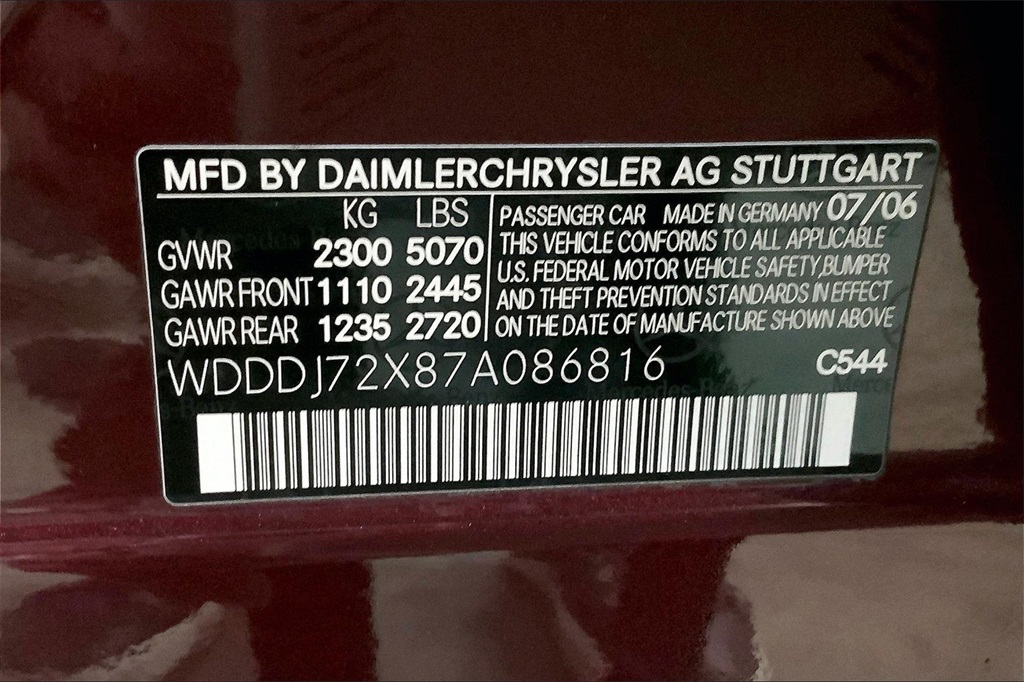 MFD BY DAIMLERCHRYSLER AG STUTTGART
KG LBS
GVWR 2300 5070
GAWR FRONT 1110 2445
GAWR REAR 1235 2720
PASSENGER CAR MADE IN GERMANY 07/06
THIS VEHICLE CONFORMS TO ALL APPLICABLE
U.S. FEDERAL MOTOR VEHICLE SAFETY,BUMPER
AND THEFT PREVENTION STANDARDS IN EFFECT
ON THE DATE OF MANUFACTURE SHOWN ABOVE
WDDDJ72X87A086816 C544